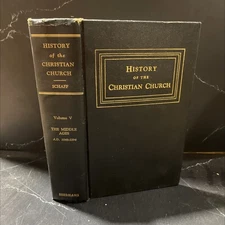 HISTORY
of the
CHRISTIAN
CHURCH
SCHAFF
Volume V
THE MIDDLE
AGES
EERDMANS
HISTORY
OF THE
CHRISTIAN CHURCH